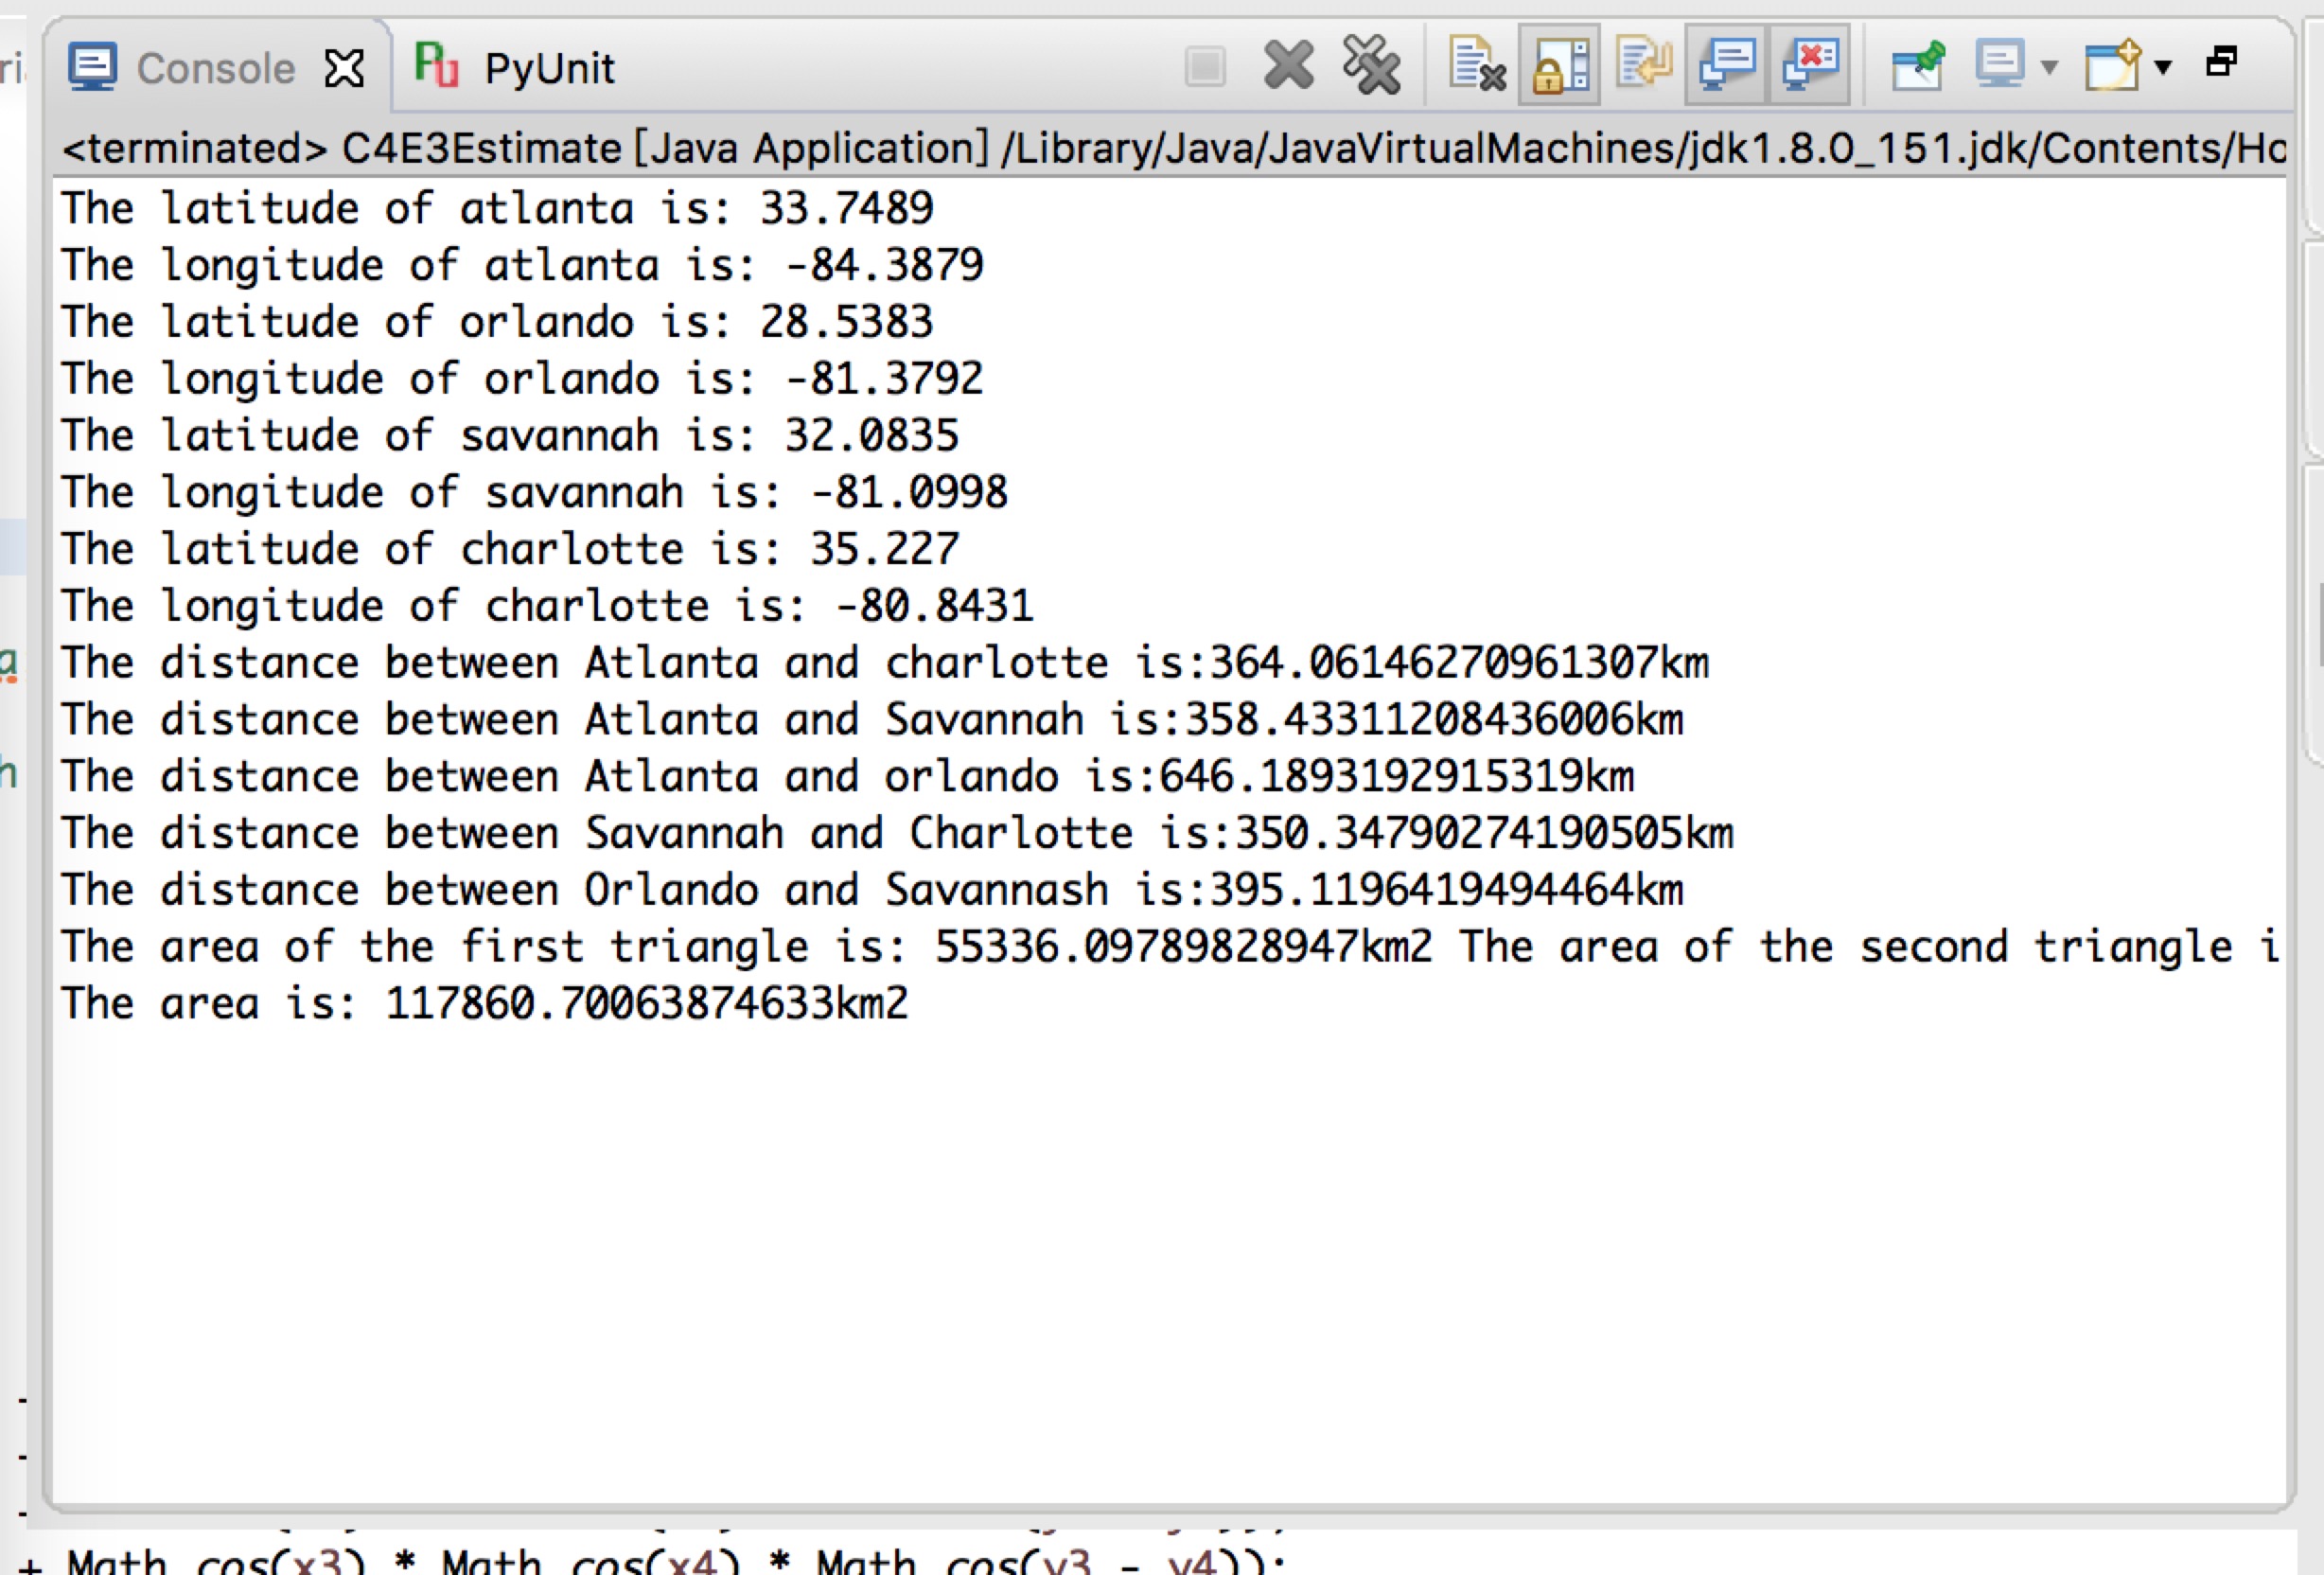 Console PyUnit
<terminated> C4E3Estimate [Java Application] /Library/Java/JavaVirtualMachines/jdk1.8.0_151.jdk/Contents/Ho
The latitude of atlanta is: 33.7489
The longitude of atlanta is: -84.3879
The latitude of orlando is: 28.5383
The longitude of orlando is: -81.3792
The latitude of savannah is: 32.0835
The longitude of savannah is: -81.0998
The latitude of charlotte is: 35.227
The longitude of charlotte is: -80.8431
The distance between Atlanta and charlotte is:364.06146270961307km
The distance between Atlanta and Savannah is:358.43311208436006km
The distance between Atlanta and orlando is:646.1893192915319km
The distance between Savannah and Charlotte is:350.34790274190505km
The distance between Orlando and Savannash is:395.1196419494464km
The area of the first triangle is: 55336.09789828947km2 The area of the second triangle i
The area is: 117860.70063874633km2
+ Math cos(x3) * Math cos(x4) * Math cos(y3 - y4));